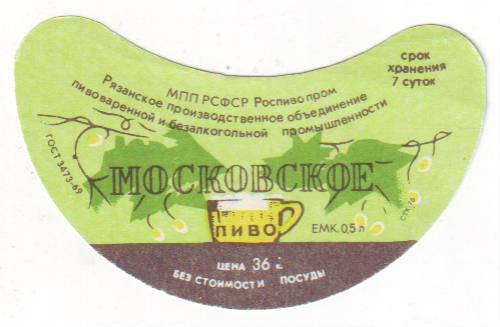 МПП РСФСР Роспивопром
Рязанское производственное объединение
пивоваренной и безалкогольной промышленности
срок
хранения
7 суток
ГОСТ 3473-69
МОСКОВСКОЕ
ПИВО
ЕМК. 0,5 л
ЦЕНА 36 к.
БЕЗ СТОИМОСТИ ПОСУДЫ